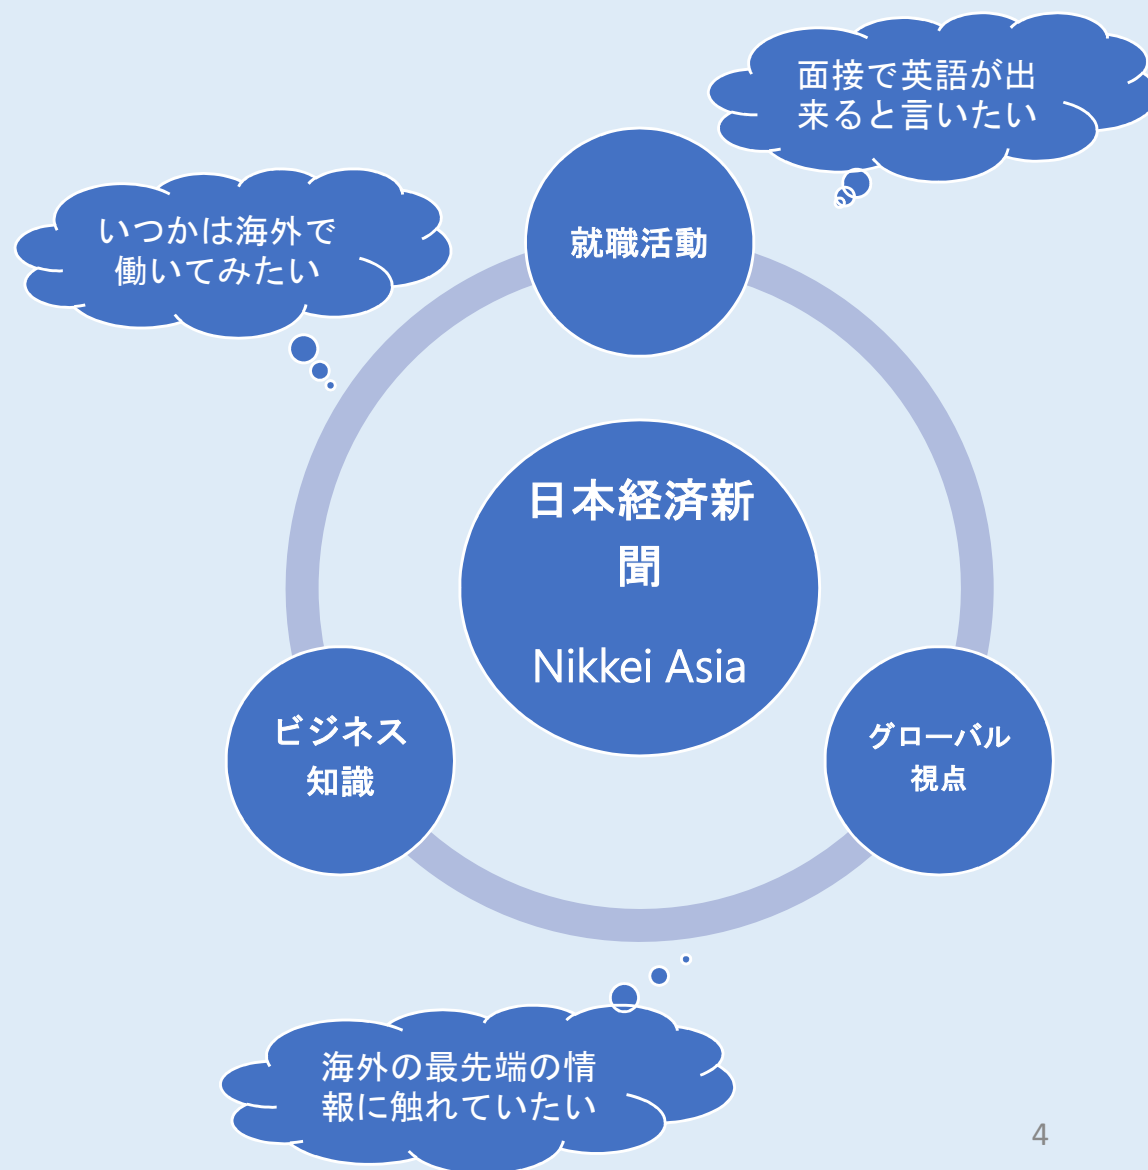 面接で英語が出
来ると言いたい
いつかは海外で
働いてみたい
就職活動
日本経済新
聞
Nikkei Asia
ビジネス
知識
グローバル
視点
海外の最先端の情
報に触れていたい
4